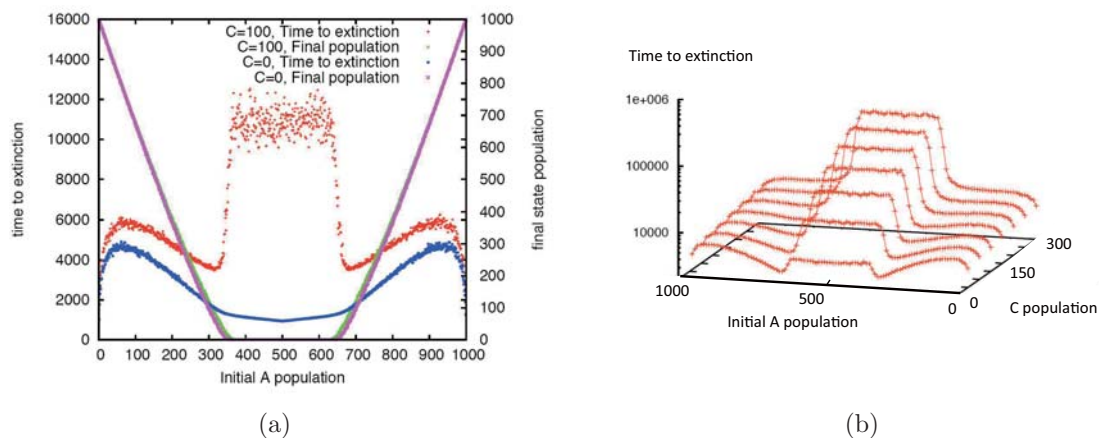 16000
14000
12000
10000
8000
6000
4000
2000
0
time to extinction
C=100, Time to extinction
C=100, Final population
C=0, Time to extinction
C=0, Final population
1000
900
800
700
600
500
400
300
200
100
0
final state population
0 100 200 300 400 500 600 700 800 900 1000
Initial A population
(a)
Time to extinction
1e+006
100000
10000
1000
500
0
Initial A population
300
150
0
C population
(b)